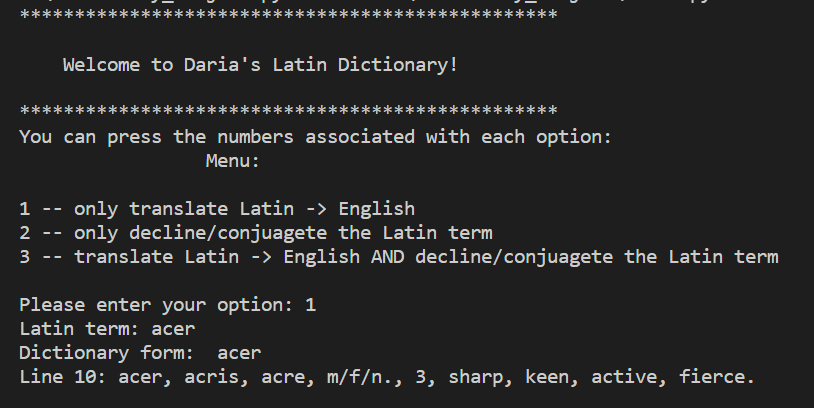 *************************************************
Welcome to Daria's Latin Dictionary!
*************************************************
You can press the numbers associated with each option:
Menu:
1 -- only translate Latin -> English
2 -- only decline/conjuagete the Latin term
3 -- translate Latin -> English AND decline/conjuagete the Latin term
Please enter your option: 1
Latin term: acer
Dictionary form:  acer
Line 10: acer, acris, acre, m/f/n., 3, sharp, keen, active, fierce.